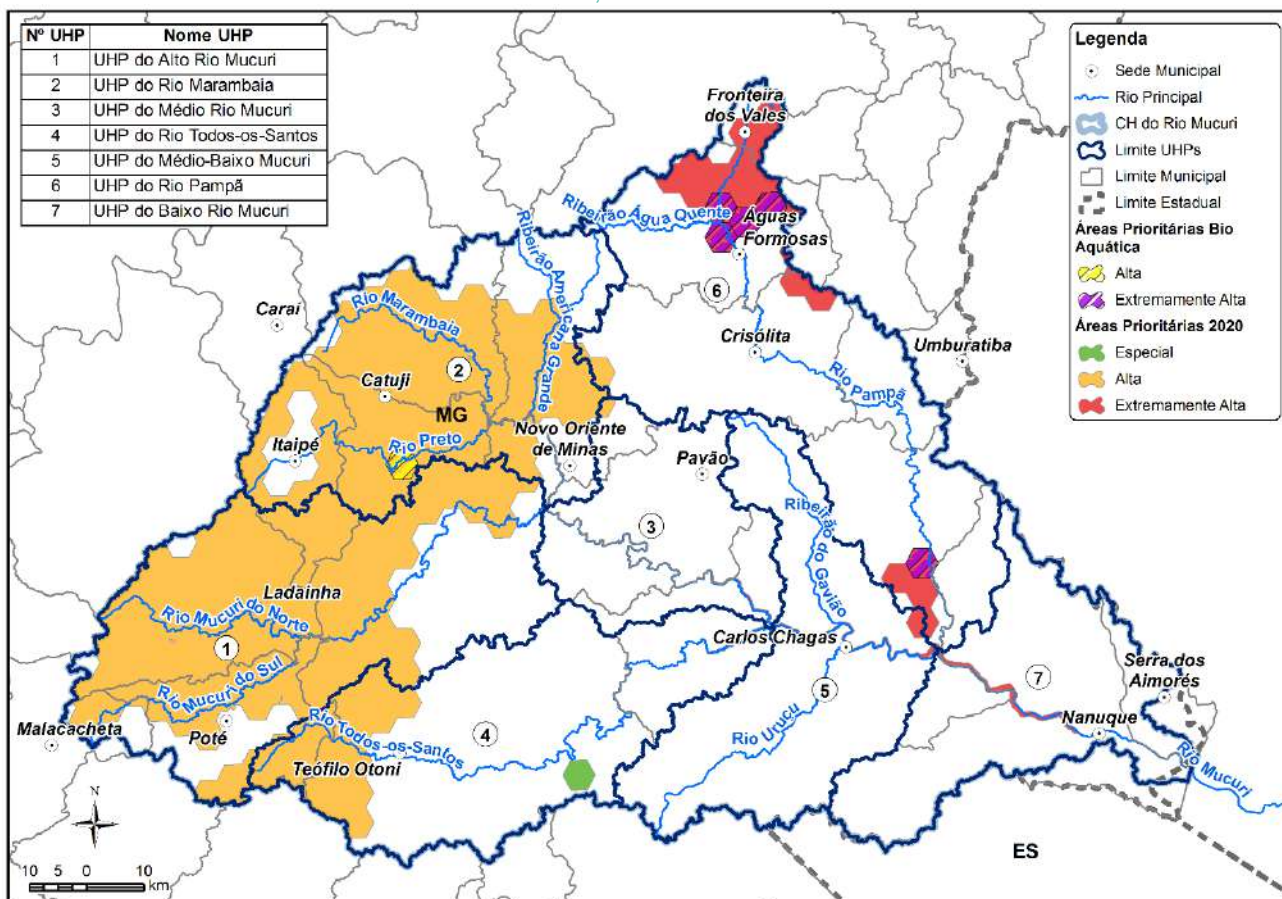 Nº UHP Nome UHP
1 UHP do Alto Rio Mucuri
2 UHP do Rio Marambaia
3 UHP do Médio Rio Mucuri
4 UHP do Rio Todos-os-Santos
5 UHP do Médio-Baixo Mucuri
6 UHP do Rio Pampã
7 UHP do Baixo Rio Mucuri
Legenda
Sede Municipal
Rio Principal
CH do Rio Mucuri
Limite UHPs
Limite Municipal
Limite Estadual
Áreas Prioritárias Bio
Aquática
Alta
Extremamente Alta
Áreas Prioritárias 2020
Especial
Alta
Extremamente Alta
Fronteira
dos Vales
Ribeirão Água Quente
Águas
Formosas
6
Ribeirão Americana Grande
Caraí
Rio Marambaia
Crisólita
Umburatiba
2
Catuji
MG
Rio Pampã
Itaipé
Rio Preto
Novo Oriente
de Minas
Pavão
Ribeirão do Gavião
3
Ladainha
Rio Mucuri do Norte
1
Rio Mucuri do Sul
Carlos Chagas
Serra dos
Aimorés
7
5
Malacacheta
Poté
Rio Todos-os-Santos
4
Rio Urucu
Nanuque
Rio Mucuri
Teófilo Otoni
N
ES
10 5 0 10
km